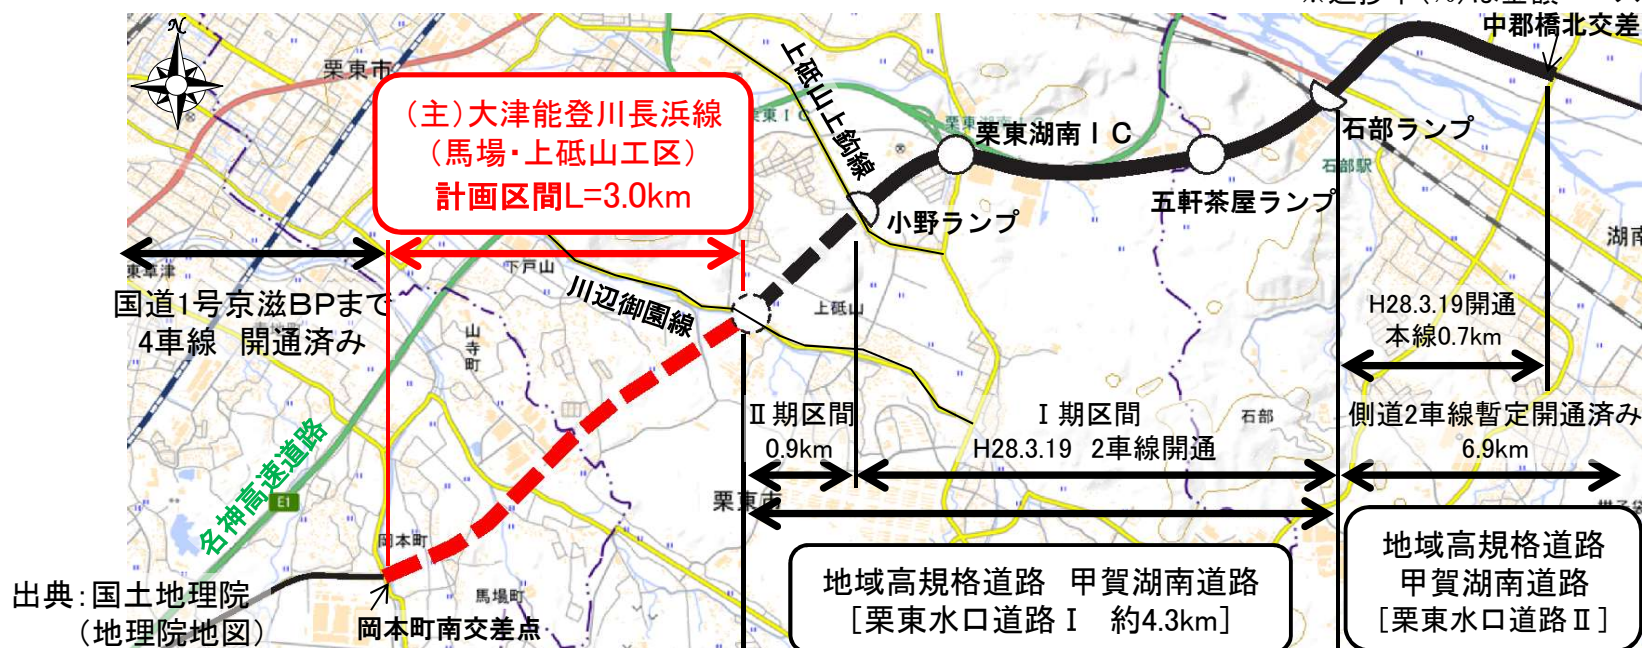 中郡橋北交差
N
栗東市
(主)大津能登川長浜線
(馬場・上砥山工区)
計画区間L=3.0km
上砥山上鈎線
栗東湖南IC
石部ランプ
石部駅
五軒茶屋ランプ
小野ランプ
湖南
東草津
下戸山
川辺御園線
上砥山
国道1号京滋BPまで
4車線 開通済み
山寺町
H28.3.19開通
本線0.7km
Ⅱ期区間
0.9km
Ⅰ期区間
H28.3.19 2車線開通
石部
側道2車線暫定開通済み
6.9km
名神高速道路
E1
栗東市
岡本町
馬場町
岡本町南交差点
地域高規格道路 甲賀湖南道路
[栗東水口道路Ⅰ 約4.3km]
地域高規格道路
甲賀湖南道路
[栗東水口道路Ⅱ]
出典:国土地理院
(地理院地図)